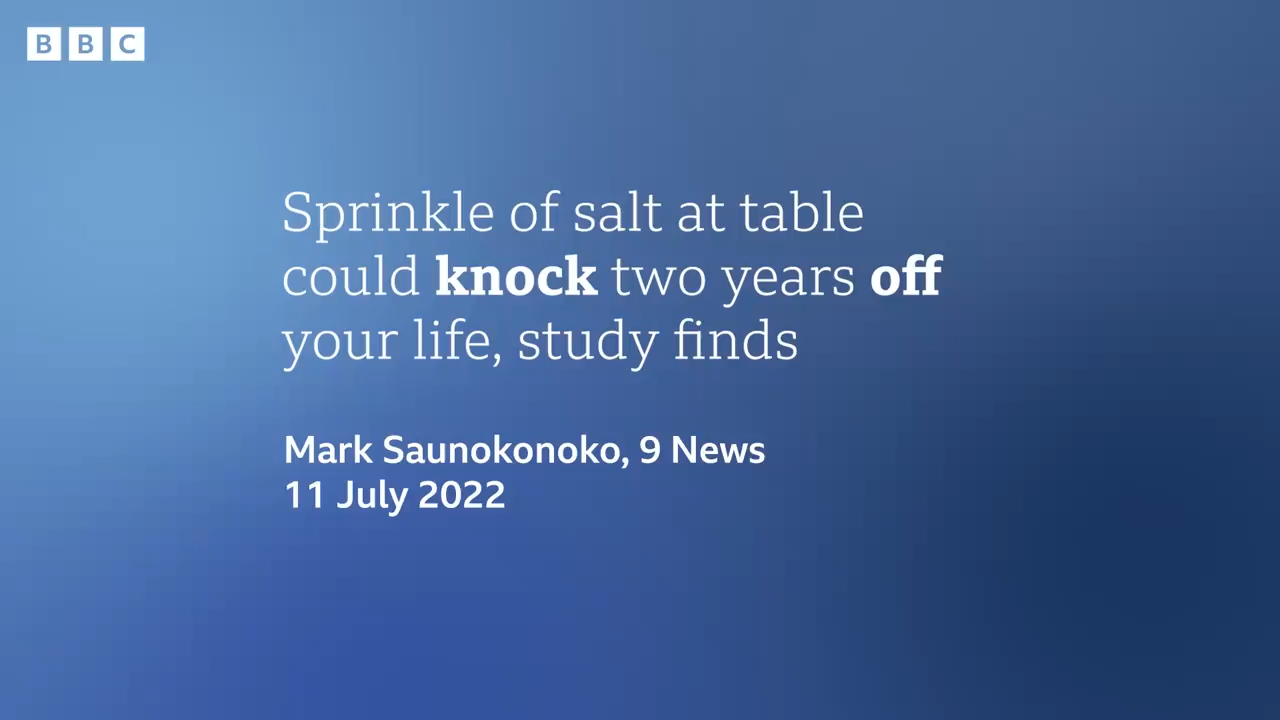 BBC
Sprinkle of salt at table
could knock two years off
your life, study finds
Mark Saunokonoko, 9 News
11 July 2022